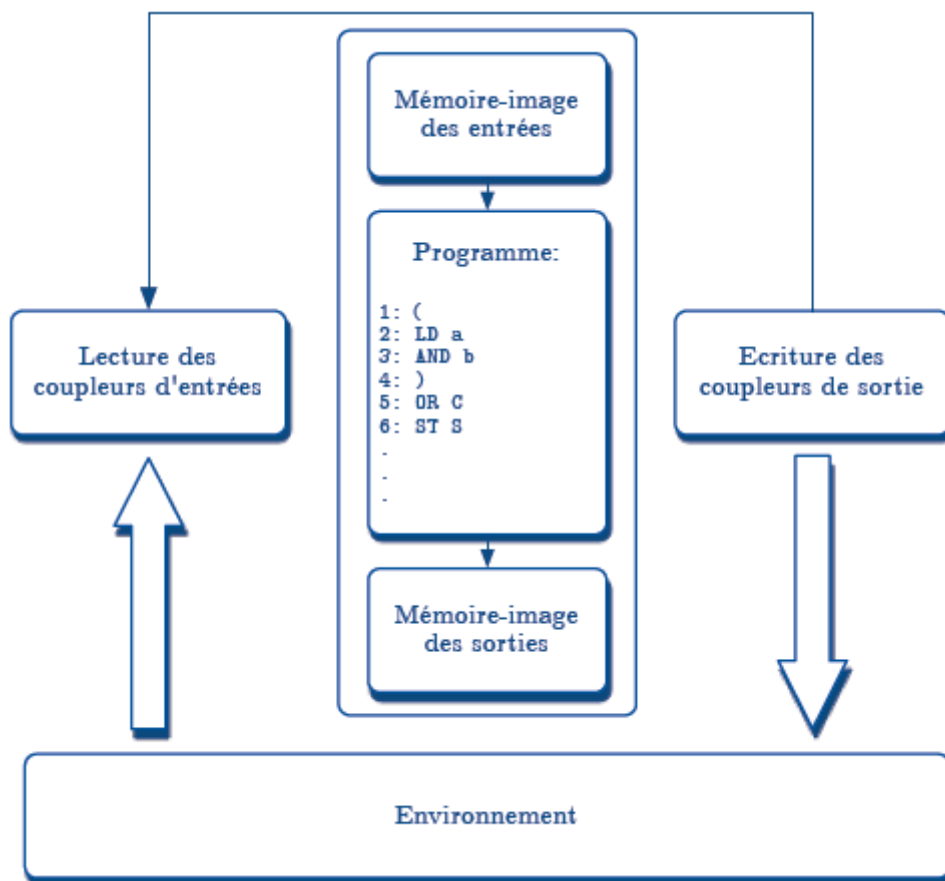 Mémoire-image
des entrées
Programme:
1: (
2: LD a
3: AND b
4: )
5: OR C
6: ST S
.
.
.
Lecture des
coupleurs d'entrées
Ecriture des
coupleurs de sortie
Mémoire-image
des sorties
Environnement